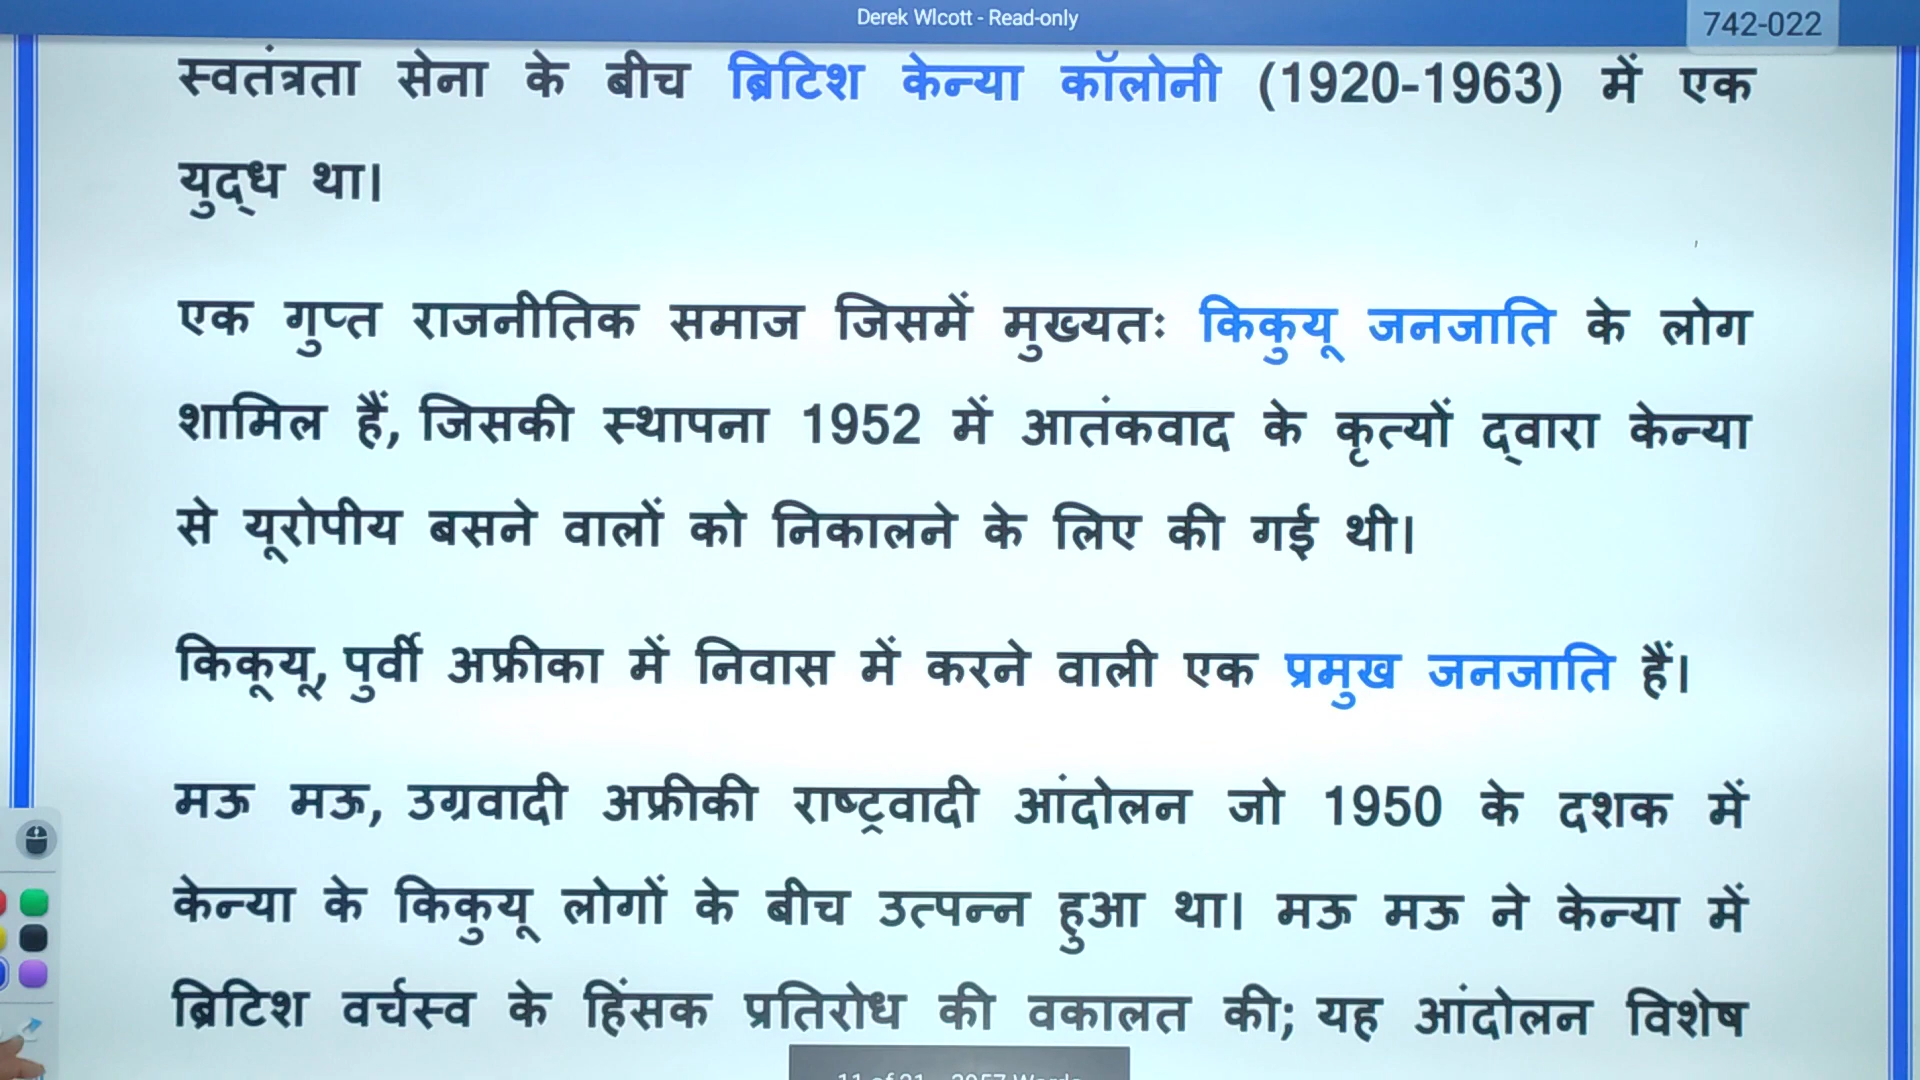 Derek Wlcott - Read-only
742-022
स्वतंत्रता सेना के बीच ब्रिटिश केन्या कॉलोनी (1920-1963) में एक
युद्ध था।
एक गुप्त राजनीतिक समाज जिसमें मुख्यतः किकुयू जनजाति के लोग
शामिल हैं, जिसकी स्थापना 1952 में आतंकवाद के कृत्यों द्वारा केन्या
से यूरोपीय बसने वालों को निकालने के लिए की गई थी।
किकूयू, पुर्वी अफ्रीका में निवास में करने वाली एक प्रमुख जनजाति हैं।
मऊ मऊ, उग्रवादी अफ्रीकी राष्ट्रवादी आंदोलन जो 1950 के दशक में
केन्या के किकुयू लोगों के बीच उत्पन्न हुआ था। मऊ मऊ ने केन्या में
ब्रिटिश वर्चस्व के हिंसक प्रतिरोध की वकालत की; यह आंदोलन विशेष